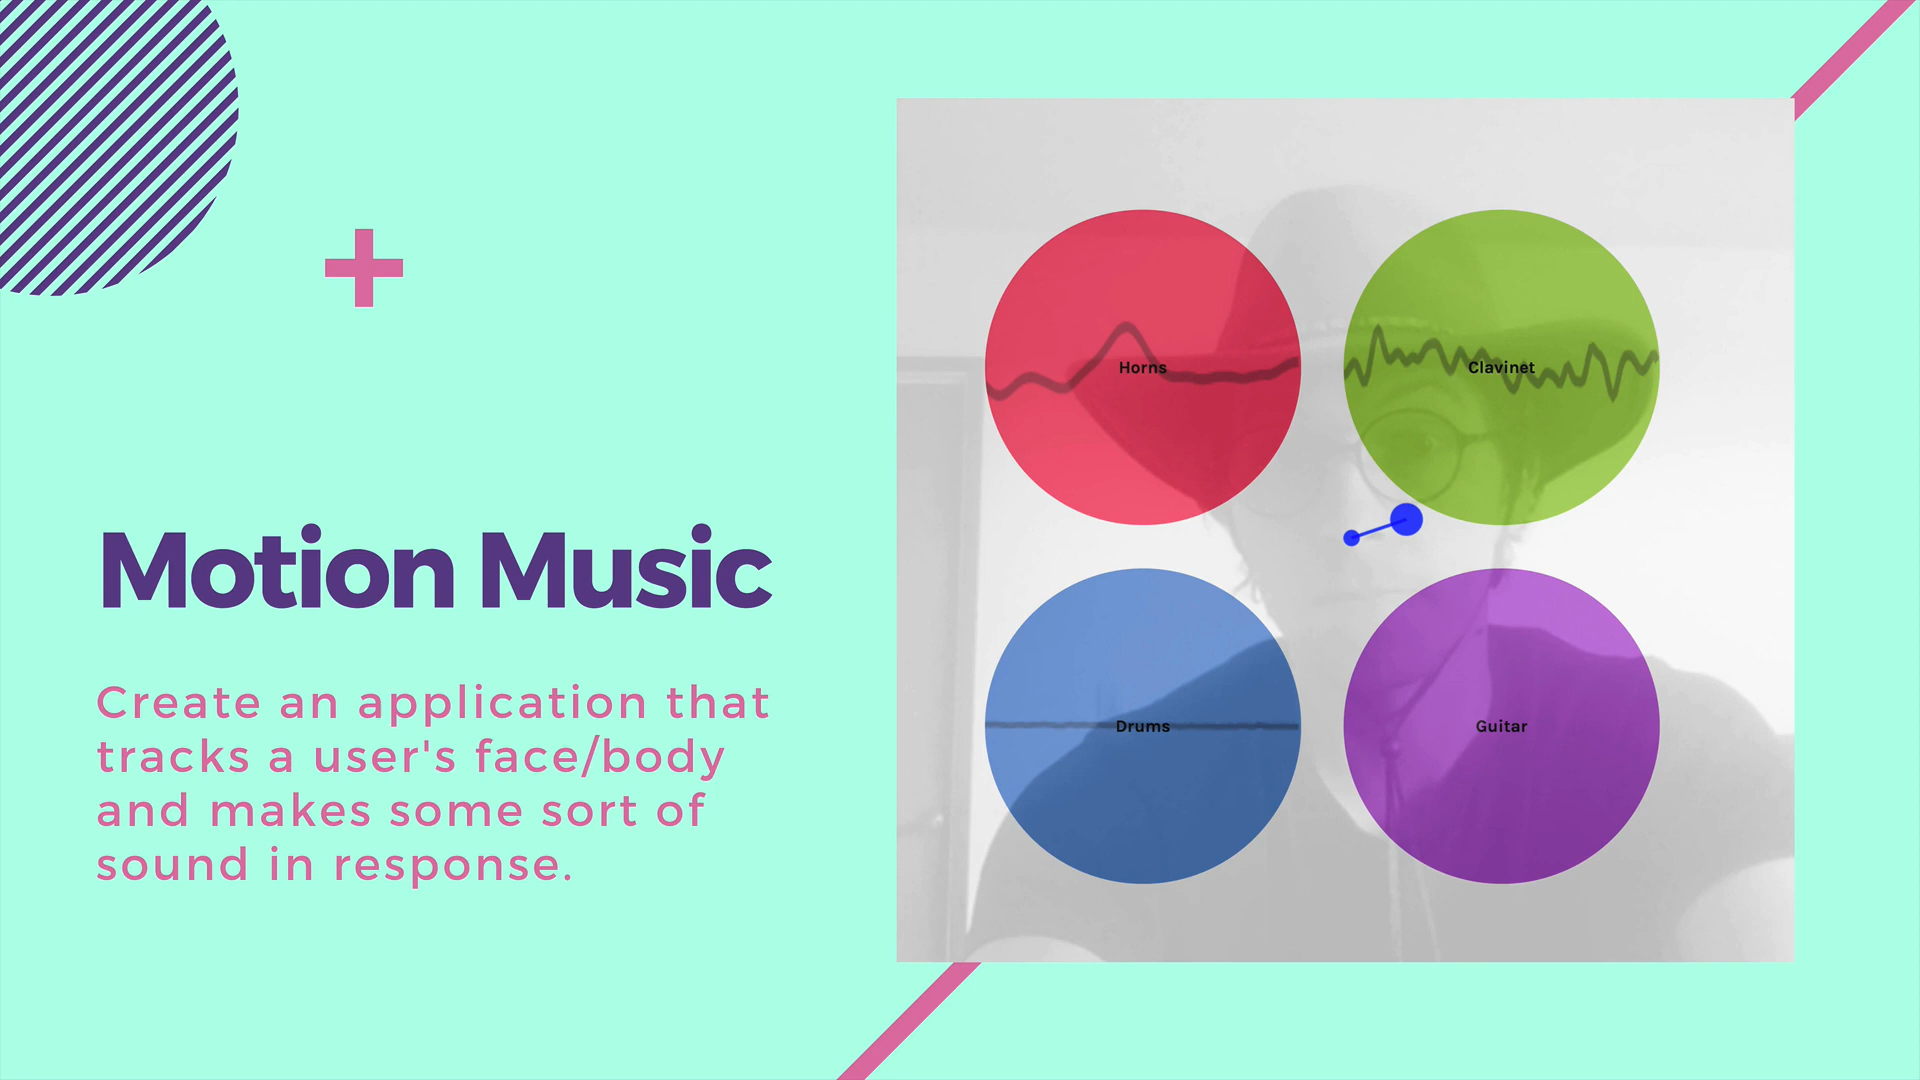 Motion Music
Create an application that
tracks a user's face/body
and makes some sort of
sound in response.
Horns
Clavinet
Drums
Guitar